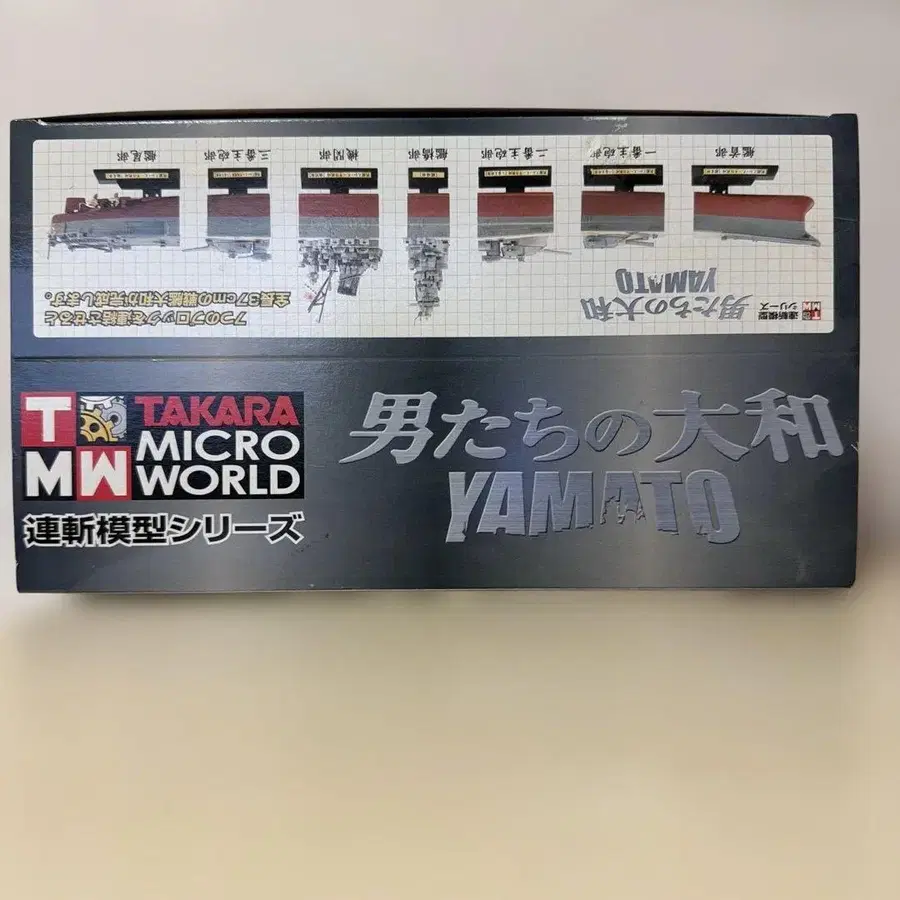 TM
MW
連斬模型
シリーズ
男たちの大和
YAMATO
7つのブロックを連結させると
全長37cmの戦艦大和が完成します。
艦首部 一番主砲部 二番主砲部 艦橋部 機関部 三番主砲部 艦尾部
T
MW
TAKARA
MICRO
WORLD
連斬模型シリーズ
男たちの大和
YAMATO